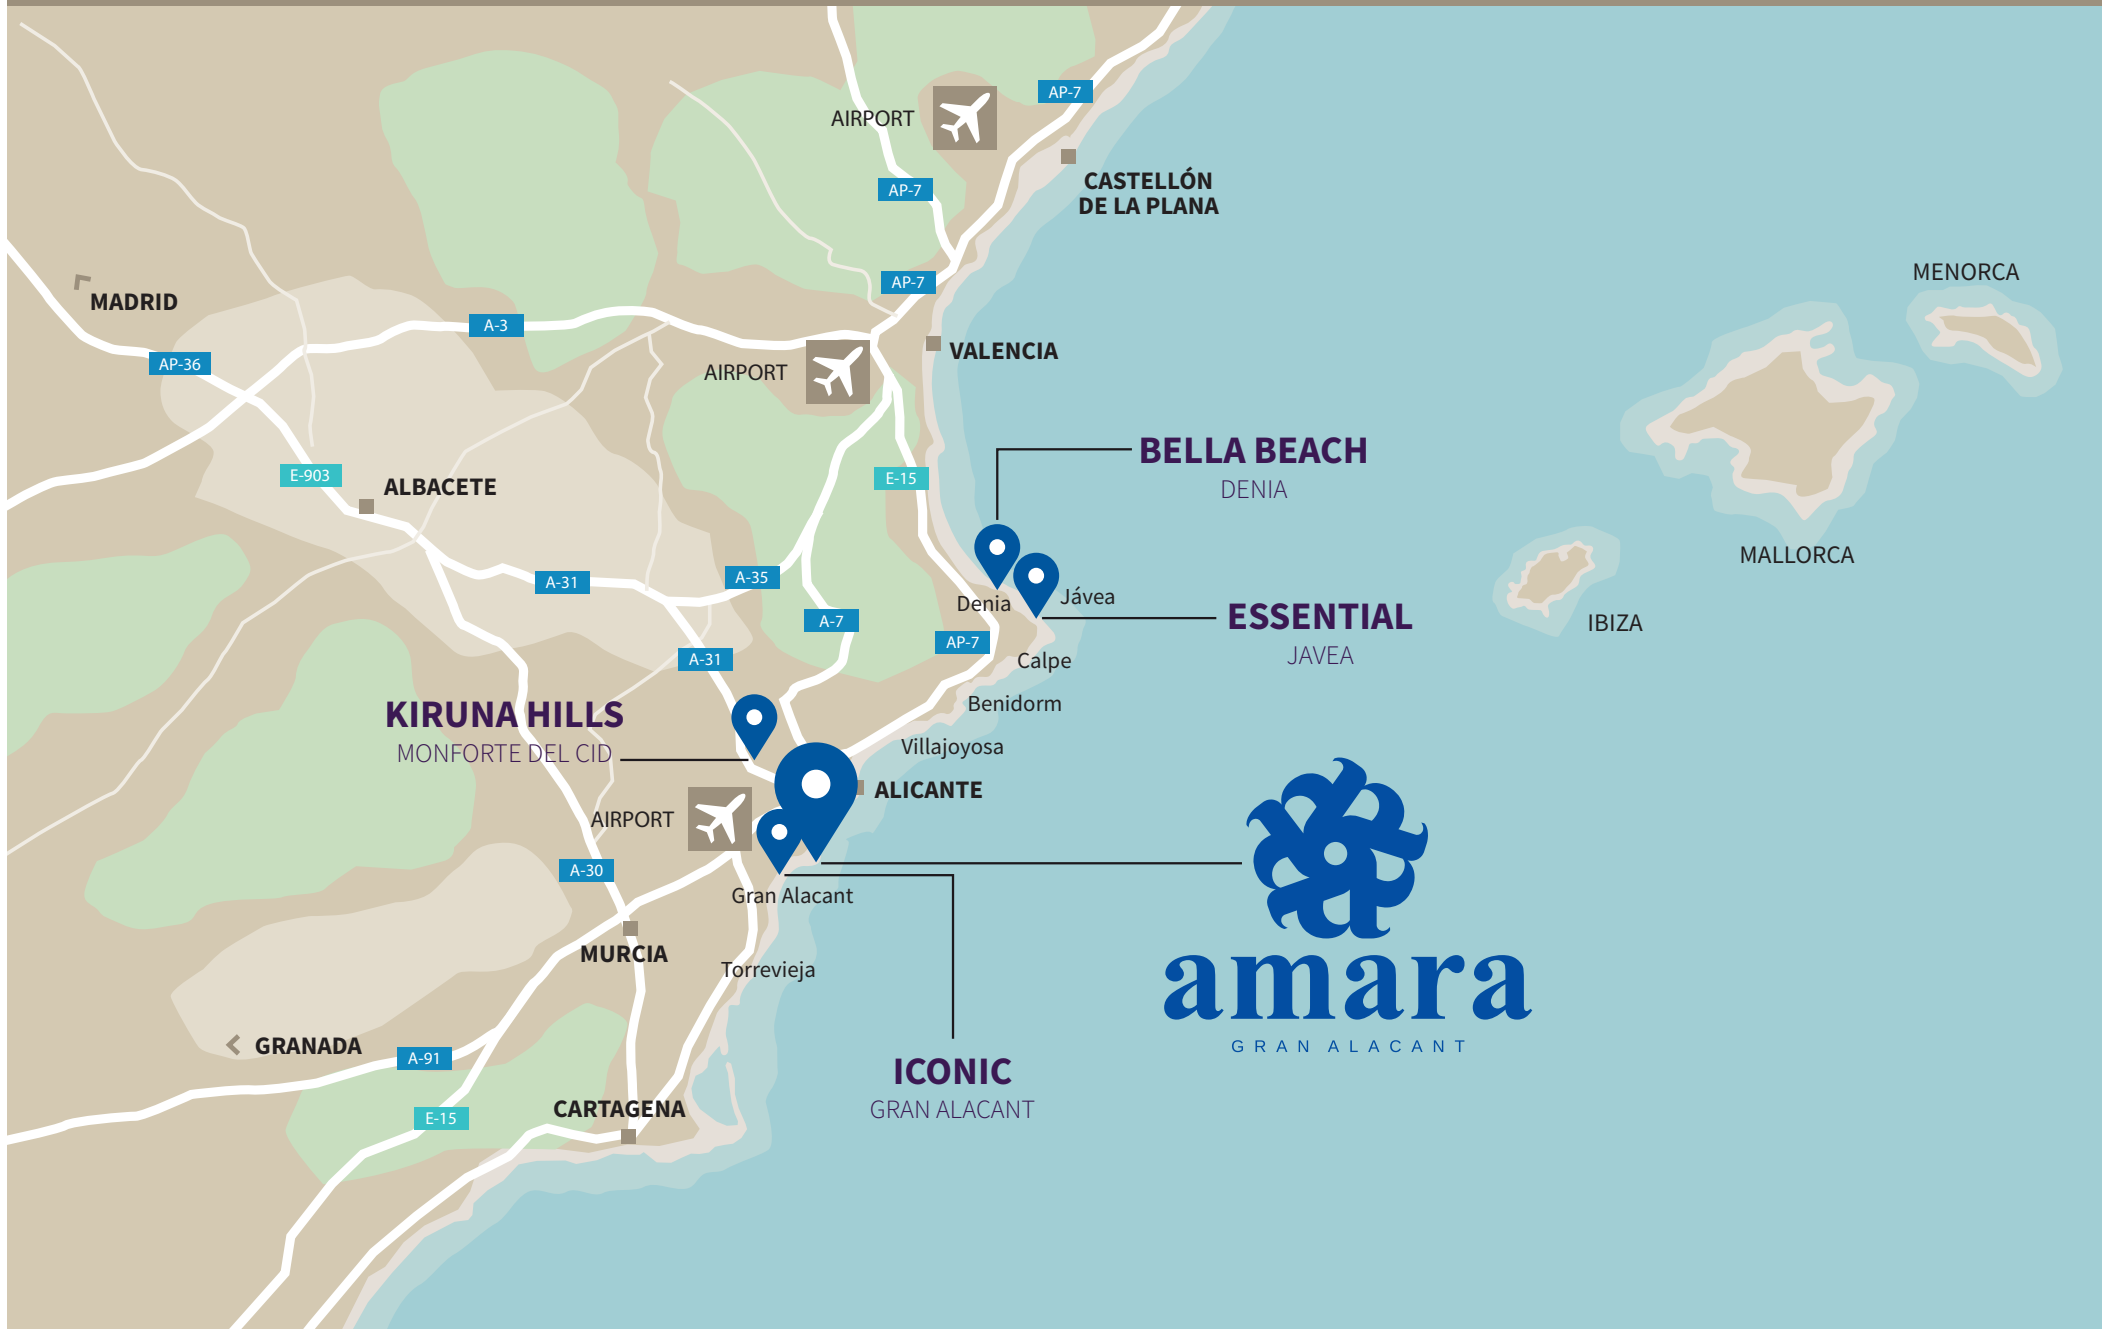 AP-7
AIRPORT
CASTELLÓN
DE LA PLANA
AP-7
MENORCA
AP-7
MADRID
A-3
VALENCIA
AP-36
AIRPORT
BELLA BEACH
DENIA
E-903
E-15
ALBACETE
MALLORCA
A-31
A-35
Denia
Jávea
A-7
ESSENTIAL
JAVEA
IBIZA
AP-7
A-31
Calpe
Benidorm
KIRUNA HILLS
MONFORTE DEL CID
Villajoyosa
ALICANTE
AIRPORT
A-30
Gran Alacant
MURCIA
Torrevieja
amara
GRAN ALACANT
GRANADA
A-91
ICONIC
GRAN ALACANT
E-15
CARTAGENA